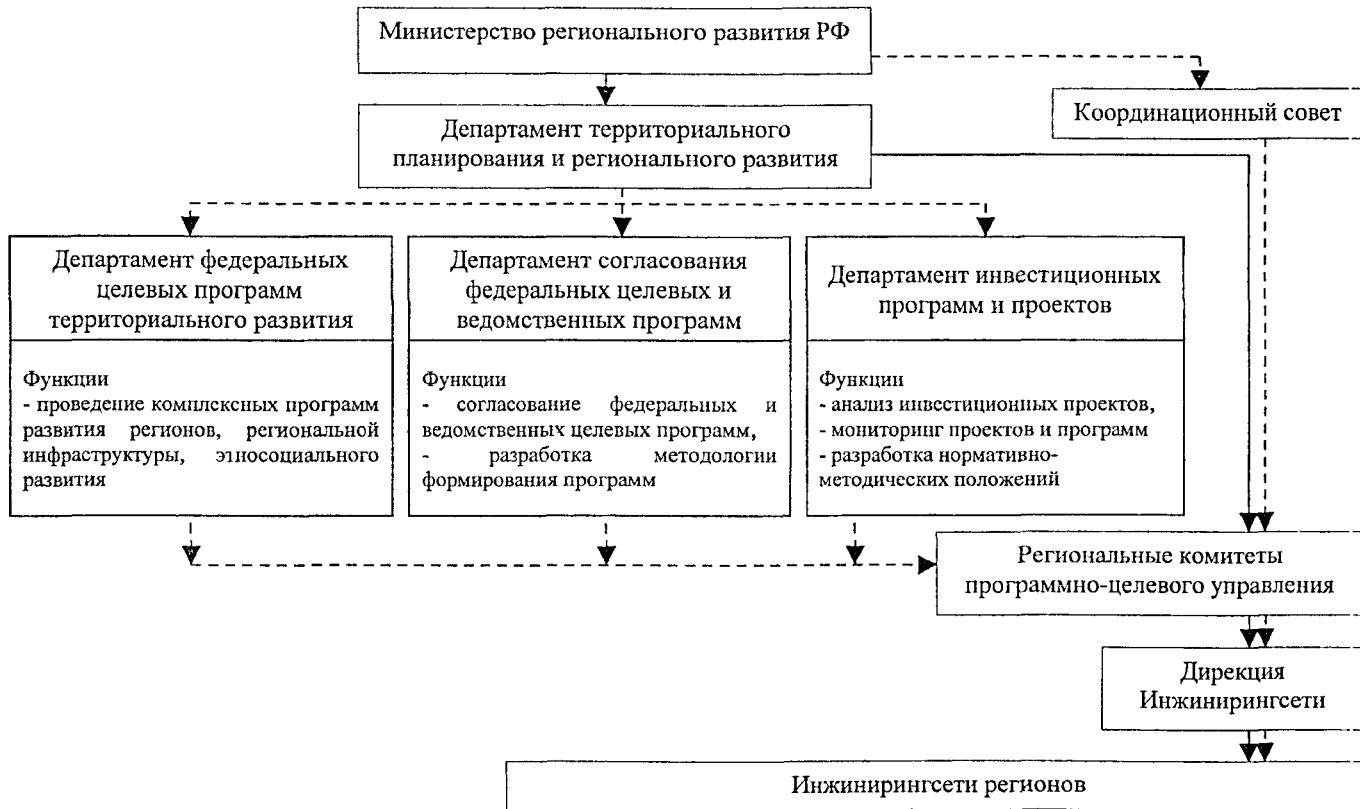 Министерство регионального развития РФ
Координационный совет
Департамент территориального
планирования и регионального развития
Департамент федеральных
целевых программ
территориального развития
Функции
- проведение комплексных программ
развития регионов, региональной
инфраструктуры, этносоциального
развития
Департамент согласования
федеральных целевых и
ведомственных программ
Функции
- согласование федеральных и
ведомственных целевых программ,
- разработка методологии
формирования программ
Департамент инвестиционных
программ и проектов
Функции
- анализ инвестиционных проектов,
- мониторинг проектов и программ
- разработка нормативно-
методических положений
Региональные комитеты
программно-целевого управления
Дирекция
Инжинирингсети
Инжинирингсети регионов